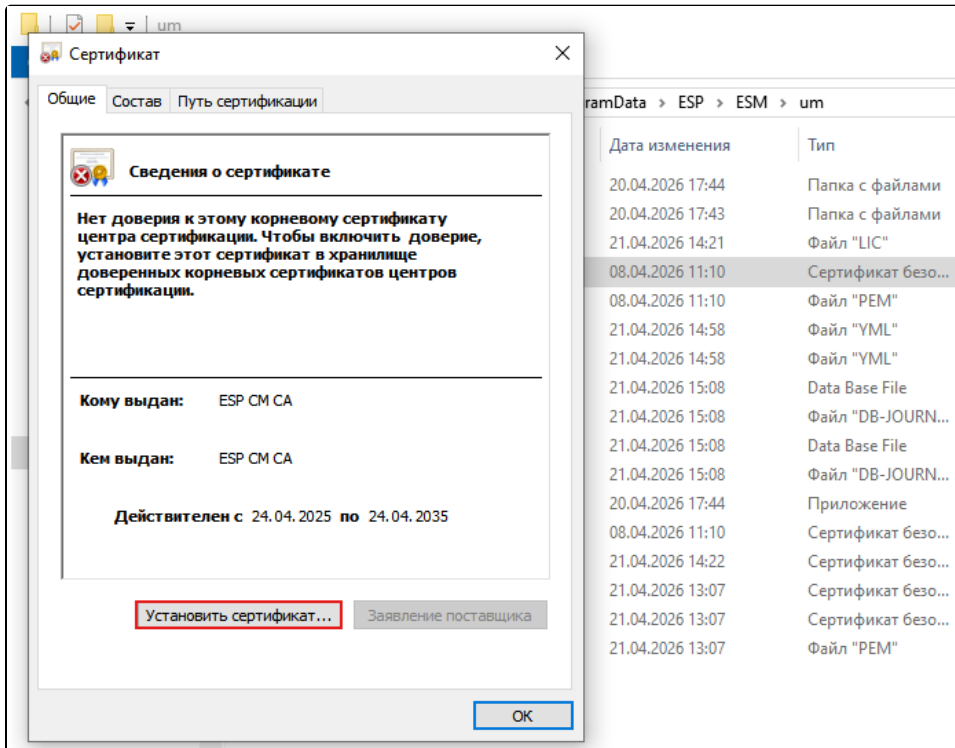 um
Сертификат
Общие Состав Путь сертификации
Сведения о сертификате
Нет доверия к этому корневому сертификату
центра сертификации. Чтобы включить доверие,
установите этот сертификат в хранилище
доверенных корневых сертификатов центров
сертификации.
Кому выдан: ESP CM CA
Кем выдан: ESP CM CA
Действителен с 24.04.2025 по 24.04.2035
Установить сертификат... Заявление поставщика
ОК
ramData > ESP > ESM > um
Дата изменения Тип
20.04.2026 17:44 Папка с файлами
20.04.2026 17:43 Папка с файлами
21.04.2026 14:21 Файл "LIC"
08.04.2026 11:10 Сертификат безо...
08.04.2026 11:10 Файл "PEM"
21.04.2026 14:58 Файл "YML"
21.04.2026 14:58 Файл "YML"
21.04.2026 15:08 Data Base File
21.04.2026 15:08 Файл "DB-JOURN...
21.04.2026 15:08 Data Base File
21.04.2026 15:08 Файл "DB-JOURN...
20.04.2026 17:44 Приложение
08.04.2026 11:10 Сертификат безо...
21.04.2026 14:22 Сертификат безо...
21.04.2026 13:07 Сертификат безо...
21.04.2026 13:07 Сертификат безо...
21.04.2026 13:07 Файл "PEM"